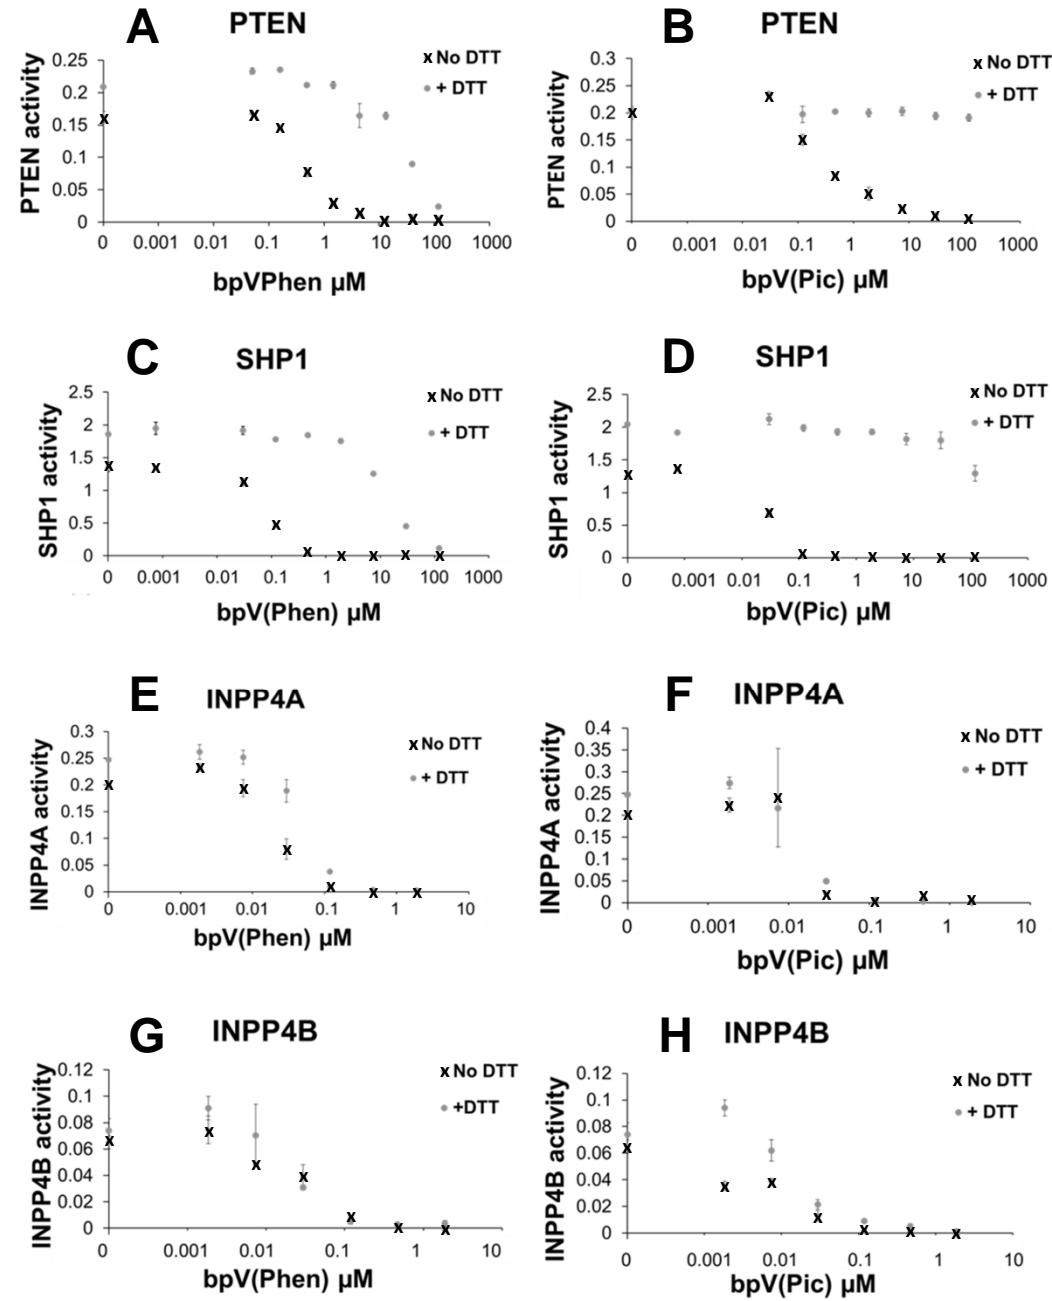 A PTEN
PTEN activity
0.25
0.2
0.15
0.1
0.05
0
x No DTT
+ DTT
0 0.001 0.01 0.1 1 10 100 1000
bpVPhen µM
B PTEN
PTEN activity
0.3
0.25
0.2
0.15
0.1
0.05
0
x No DTT
+ DTT
0 0.001 0.01 0.1 1 10 100 1000
bpV(Pic) µM
C SHP1
SHP1 activity
2.5
2
1.5
1
0.5
0
x No DTT
+ DTT
0 0.001 0.01 0.1 1 10 100 1000
bpV(Phen) µM
D SHP1
SHP1 activity
2.5
2
1.5
1
0.5
0
x No DTT
+ DTT
0 0.001 0.01 0.1 1 10 100 1000
bpV(Pic) µM
E INPP4A
INPP4A activity
0.3
0.25
0.2
0.15
0.1
0.05
0
x No DTT
+ DTT
0 0.001 0.01 0.1 1 10
bpV(Phen) µM
F INPP4A
INPP4A activity
0.4
0.35
0.3
0.25
0.2
0.15
0.1
0.05
0
x No DTT
+ DTT
0 0.001 0.01 0.1 1 10
bpV(Pic) µM
G INPP4B
INPP4B activity
0.12
0.1
0.08
0.06
0.04
0.02
0
x No DTT
+DTT
0 0.001 0.01 0.1 1 10
bpV(Phen) µM
H INPP4B
INPP4B activity
0.12
0.1
0.08
0.06
0.04
0.02
0
x No DTT
+ DTT
0 0.001 0.01 0.1 1 10
bpV(Pic) µM